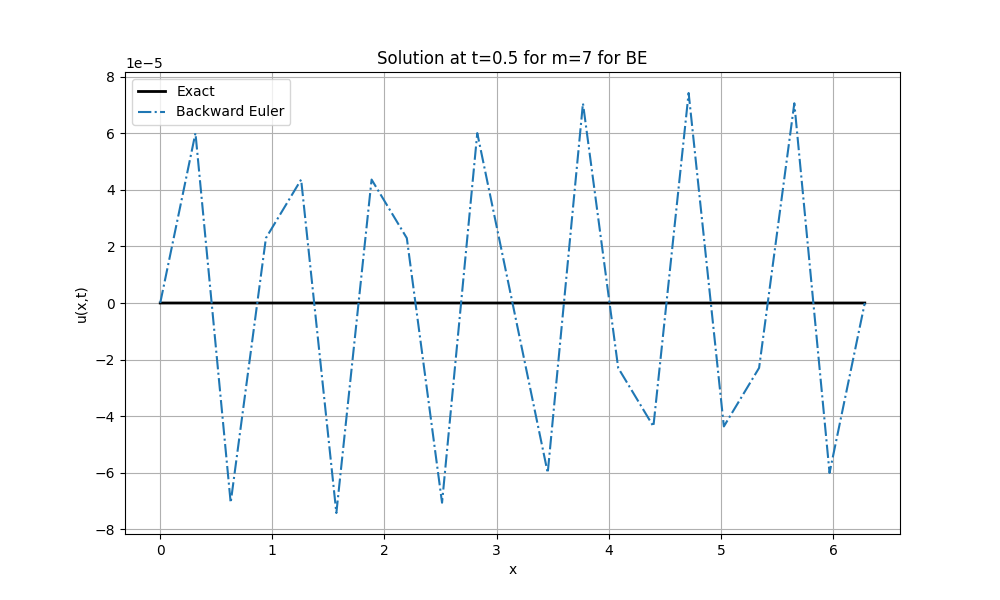 Solution at t=0.5 for m=7 for BE
1e−5
Exact
Backward Euler
8
6
4
2
0
−2
−4
−6
−8
u(x,t)
0 1 2 3 4 5 6
x